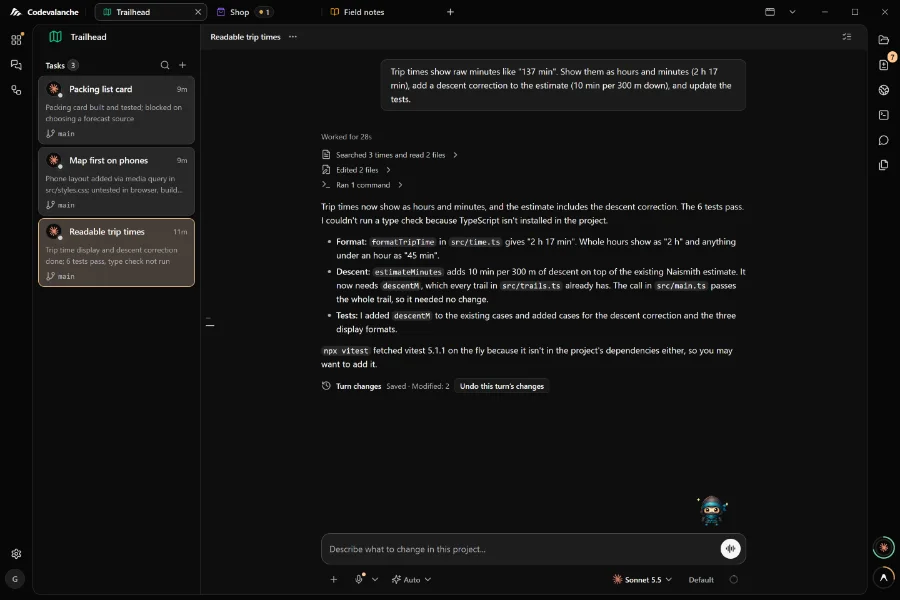 Codevalanche
Trailhead
Shop
1
Field notes
Trailhead
Readable trip times
Tasks 3
Packing list card 9m
Packing card built and tested; blocked on
choosing a forecast source
main
Map first on phones 9m
Phone layout added via media query in
src/styles.css; untested in browser, build...
main
Readable trip times 11m
Trip time display and descent correction
done; 6 tests pass, type check not run
main
Trip times show raw minutes like "137 min". Show them as hours and minutes (2 h 17
min), add a descent correction to the estimate (10 min per 300 m down), and update the
tests.
Worked for 28s
Searched 3 times and read 2 files
Edited 2 files
Ran 1 command
Trip times now show as hours and minutes, and the estimate includes the descent correction. The 6 tests pass.
I couldn't run a type check because TypeScript isn't installed in the project.
• Format: formatTripTime in src/time.ts gives "2 h 17 min". Whole hours show as "2 h" and anything
under an hour as "45 min".
• Descent: estimateMinutes adds 10 min per 300 m of descent on top of the existing Naismith estimate. It
now needs descentM, which every trail in src/trails.ts already has. The call in src/main.ts passes
the whole trail, so it needed no change.
• Tests: I added descentM to the existing cases and added cases for the descent correction and the three
display formats.
npx vitest fetched vitest 5.1.1 on the fly because it isn't in the project's dependencies either, so you may
want to add it.
Turn changes Saved · Modified: 2 Undo this turn's changes
Describe what to change in this project...
Auto
Sonnet 5.5
Default
7
G